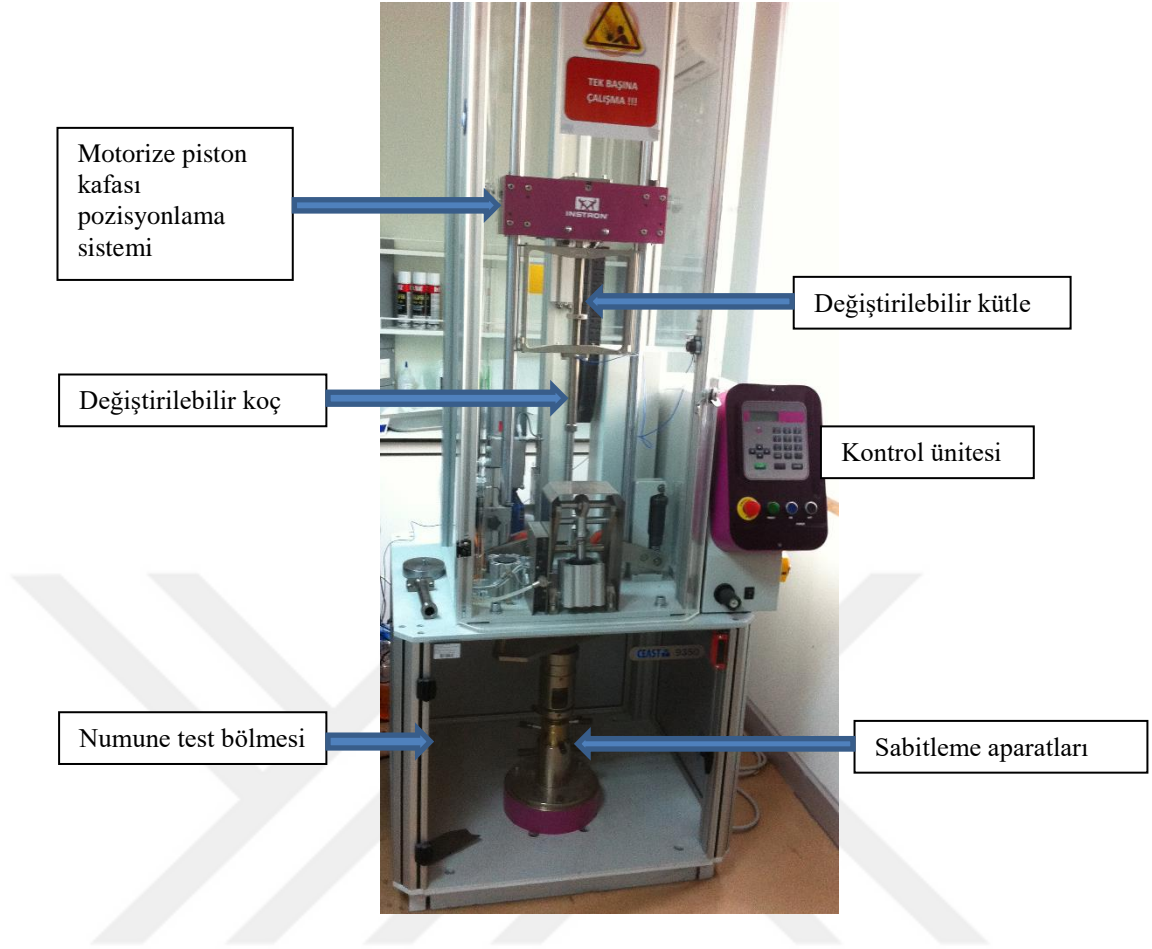 TEK BAŞINA
ÇALIŞMA !!!
Motorize piston
kafası
pozisyonlama
sistemi
INSTRON
Değiştirilebilir kütle
Değiştirilebilir koç
Kontrol ünitesi
CEAST 9350
Numune test bölmesi
Sabitleme aparatları